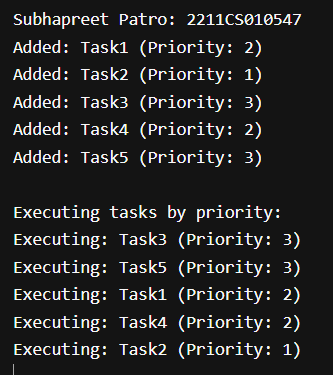 Subhapreet Patro: 2211CS010547
Added: Task1 (Priority: 2)
Added: Task2 (Priority: 1)
Added: Task3 (Priority: 3)
Added: Task4 (Priority: 2)
Added: Task5 (Priority: 3)

Executing tasks by priority:
Executing: Task3 (Priority: 3)
Executing: Task5 (Priority: 3)
Executing: Task1 (Priority: 2)
Executing: Task4 (Priority: 2)
Executing: Task2 (Priority: 1)